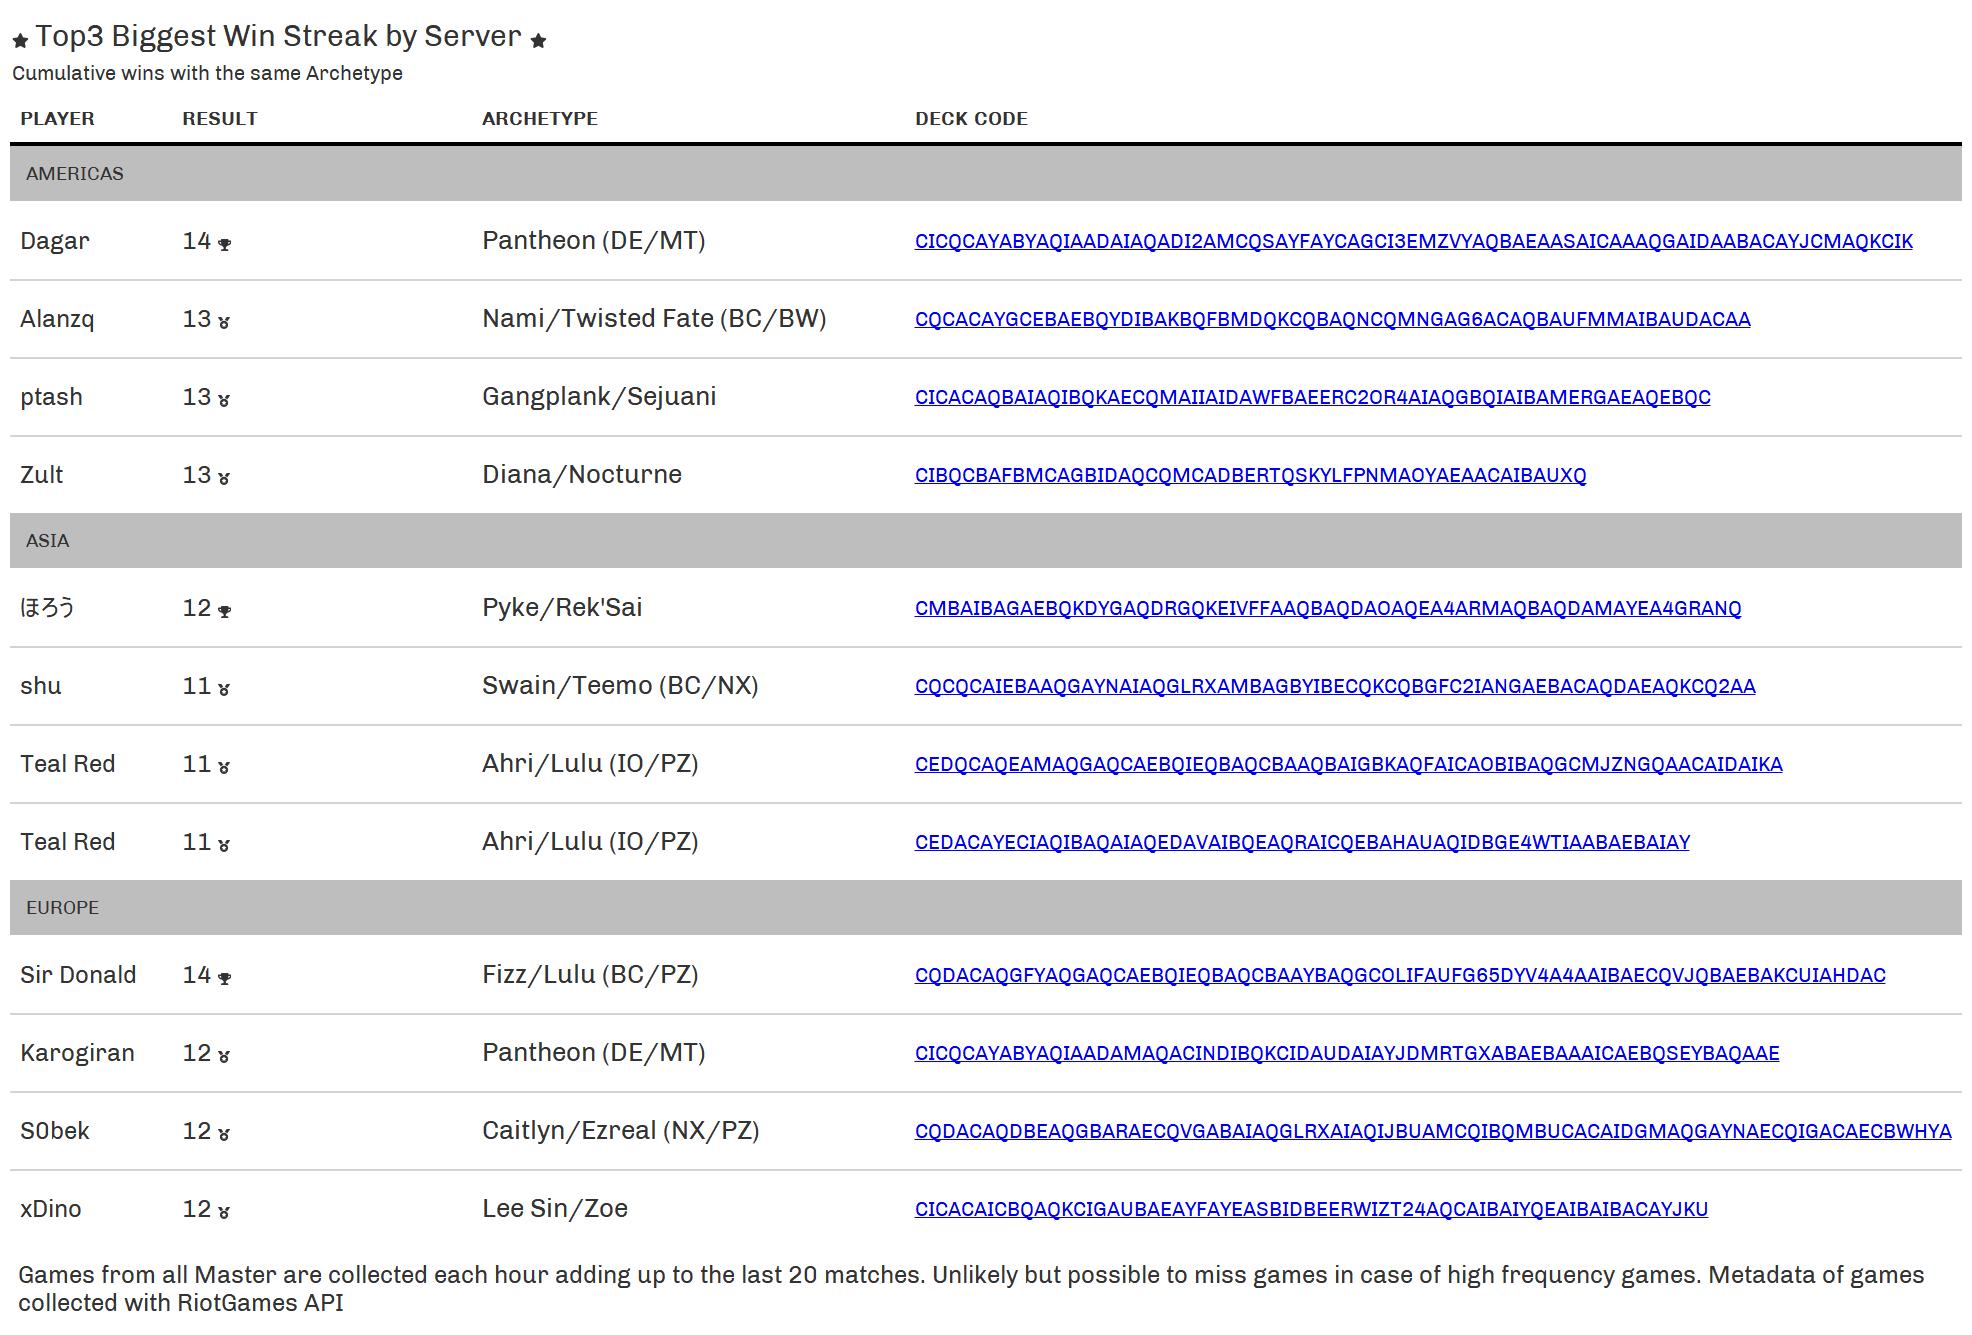 Top3 Biggest Win Streak by Server
Cumulative wins with the same Archetype
PLAYER RESULT ARCHETYPE DECK CODE
AMERICAS
Dagar 14 Pantheon (DE/MT) CICQCAYABYAQIAADAIAQADI2AMCQSAYFAYCAGCI3EMZVYAQBAEAASAICAAAQGAIDAABACAYJCMAQKCIK
Alanzq 13 Nami/Twisted Fate (BC/BW) CQCACAYGCEBAEBQYDIBAKBQFBMDQKCQBAQNCQMNGAG6ACAQBAUFMMAIBAUDACAA
ptash 13 Gangplank/Sejuani CICACAQBAIAQIBQKAECQMAIIAIDAWFBAEERC2OR4AIAQGBQIAIBAMERGAEAQEBQC
Zult 13 Diana/Nocturne CIBQCBAFBMCAGBIDAQCQMCADBERTQSKYLFPNMAOYAEAACAIBAUXQ
ASIA
ほろう 12 Pyke/Rek'Sai CMBAIBAGAEBQKDYGAQDRGQKEIVFFAAQBAQDAOAQEA4ARMAQBAQDAMAYEA4GRANQ
shu 11 Swain/Teemo (BC/NX) CQCQCAIEBAAQGAYNAIAQGLRXAMBAGBYIBECQKCQBGFC2IANGAEBACAQDAEAQKCQ2AA
Teal Red 11 Ahri/Lulu (IO/PZ) CEDQCAQEAMAQGAQCAEBQIEQBAQCBAAQBAIGBKAQFAICAOBIBAQGCMJZNGQAACAIDAIKA
Teal Red 11 Ahri/Lulu (IO/PZ) CEDACAYECIAQIBAQAIAQEDAVAIBQEAQRAICQEBAHAUAQIDBGE4WTIAABAEBAIAY
EUROPE
Sir Donald 14 Fizz/Lulu (BC/PZ) CQDACAQGFYAQGAQCAEBQIEQBAQCBAAYBAQGCOLIFAUFG65DYV4A4AAIBAECQVJQBAEBAKCUIAHDAC
Karogiran 12 Pantheon (DE/MT) CICQCAYABYAQIAADAMAQACINDIBQKCIDAUDAIAYJDMRTGXABAEBAAAICAEBQSEYBAQAAE
S0bek 12 Caitlyn/Ezreal (NX/PZ) CQDACAQDBEAQGBARAECQVGABAIAQGLRXAIAQIJBUAMCQIBQMBUCACAIDGMAQGAYNAECQIGACAECBWHYA
xDino 12 Lee Sin/Zoe CICACAICBQAQKCIGAUBAEAYFAYEASBIDBEERWIZT24AQCAIBAIYQEAIBAIBACAYJKU
Games from all Master are collected each hour adding up to the last 20 matches. Unlikely but possible to miss games in case of high frequency games. Metadata of games
collected with RiotGames API